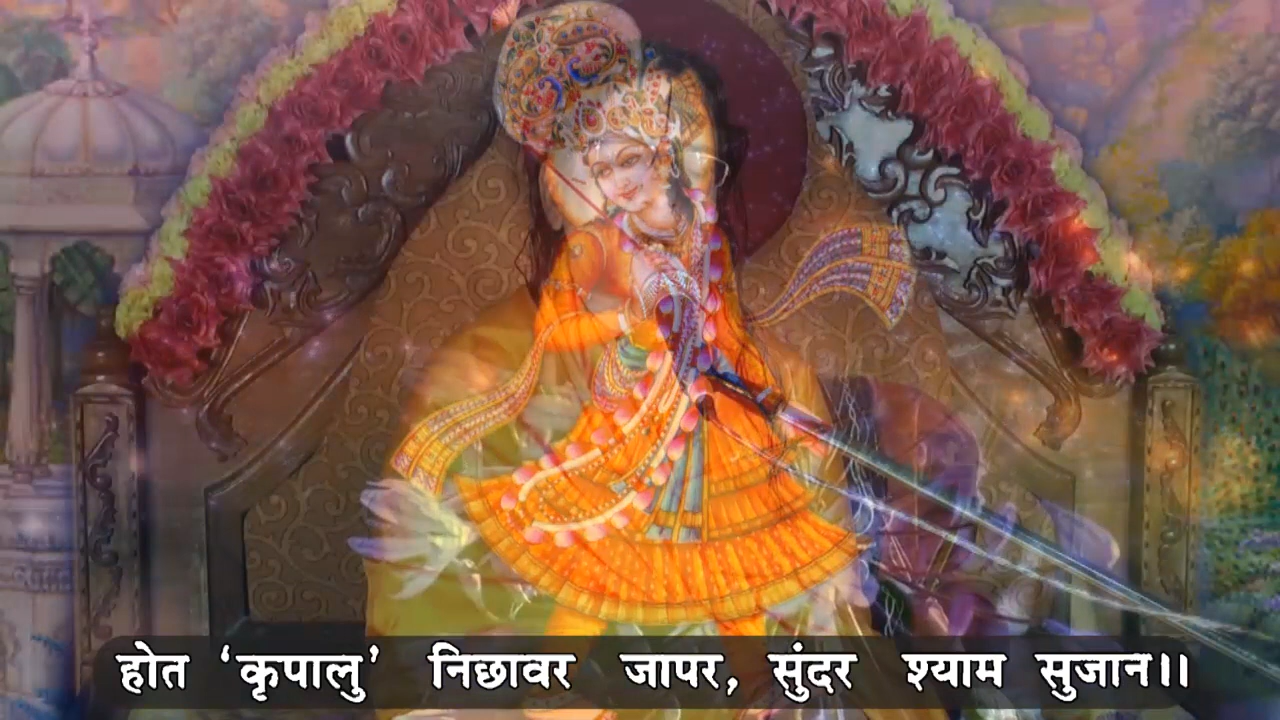 होत ‘कृपालु’ निछावर जापर, सुंदर श्याम सुजान।।